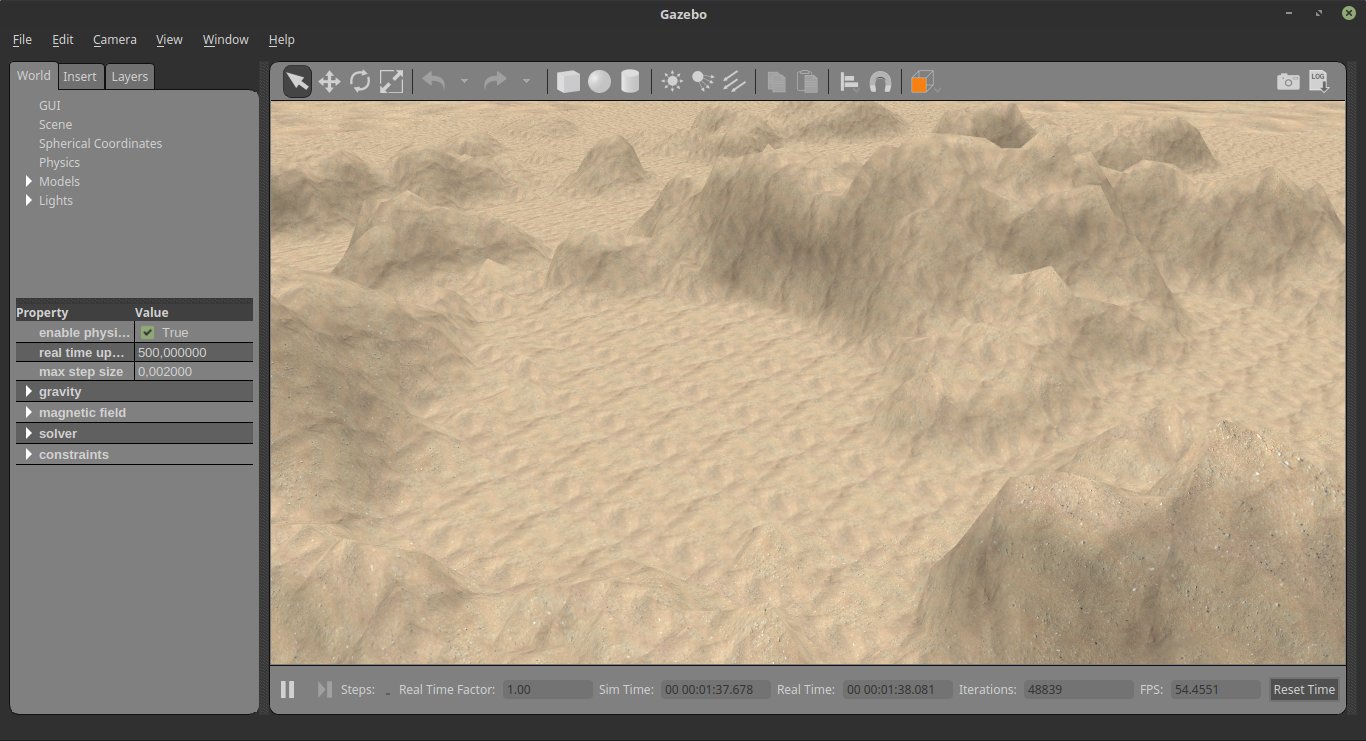 Gazebo
File Edit Camera View Window Help
World Insert Layers
GUI
Scene
Spherical Coordinates
Physics
Models
Lights
Property Value
enable physi... True
real time up... 500,000000
max step size 0,002000
gravity
magnetic field
solver
constraints
LOG
Steps: Real Time Factor: 1.00 Sim Time: 00 00:01:37.678 Real Time: 00 00:01:38.081 Iterations: 48839 FPS: 54.4551 Reset Time